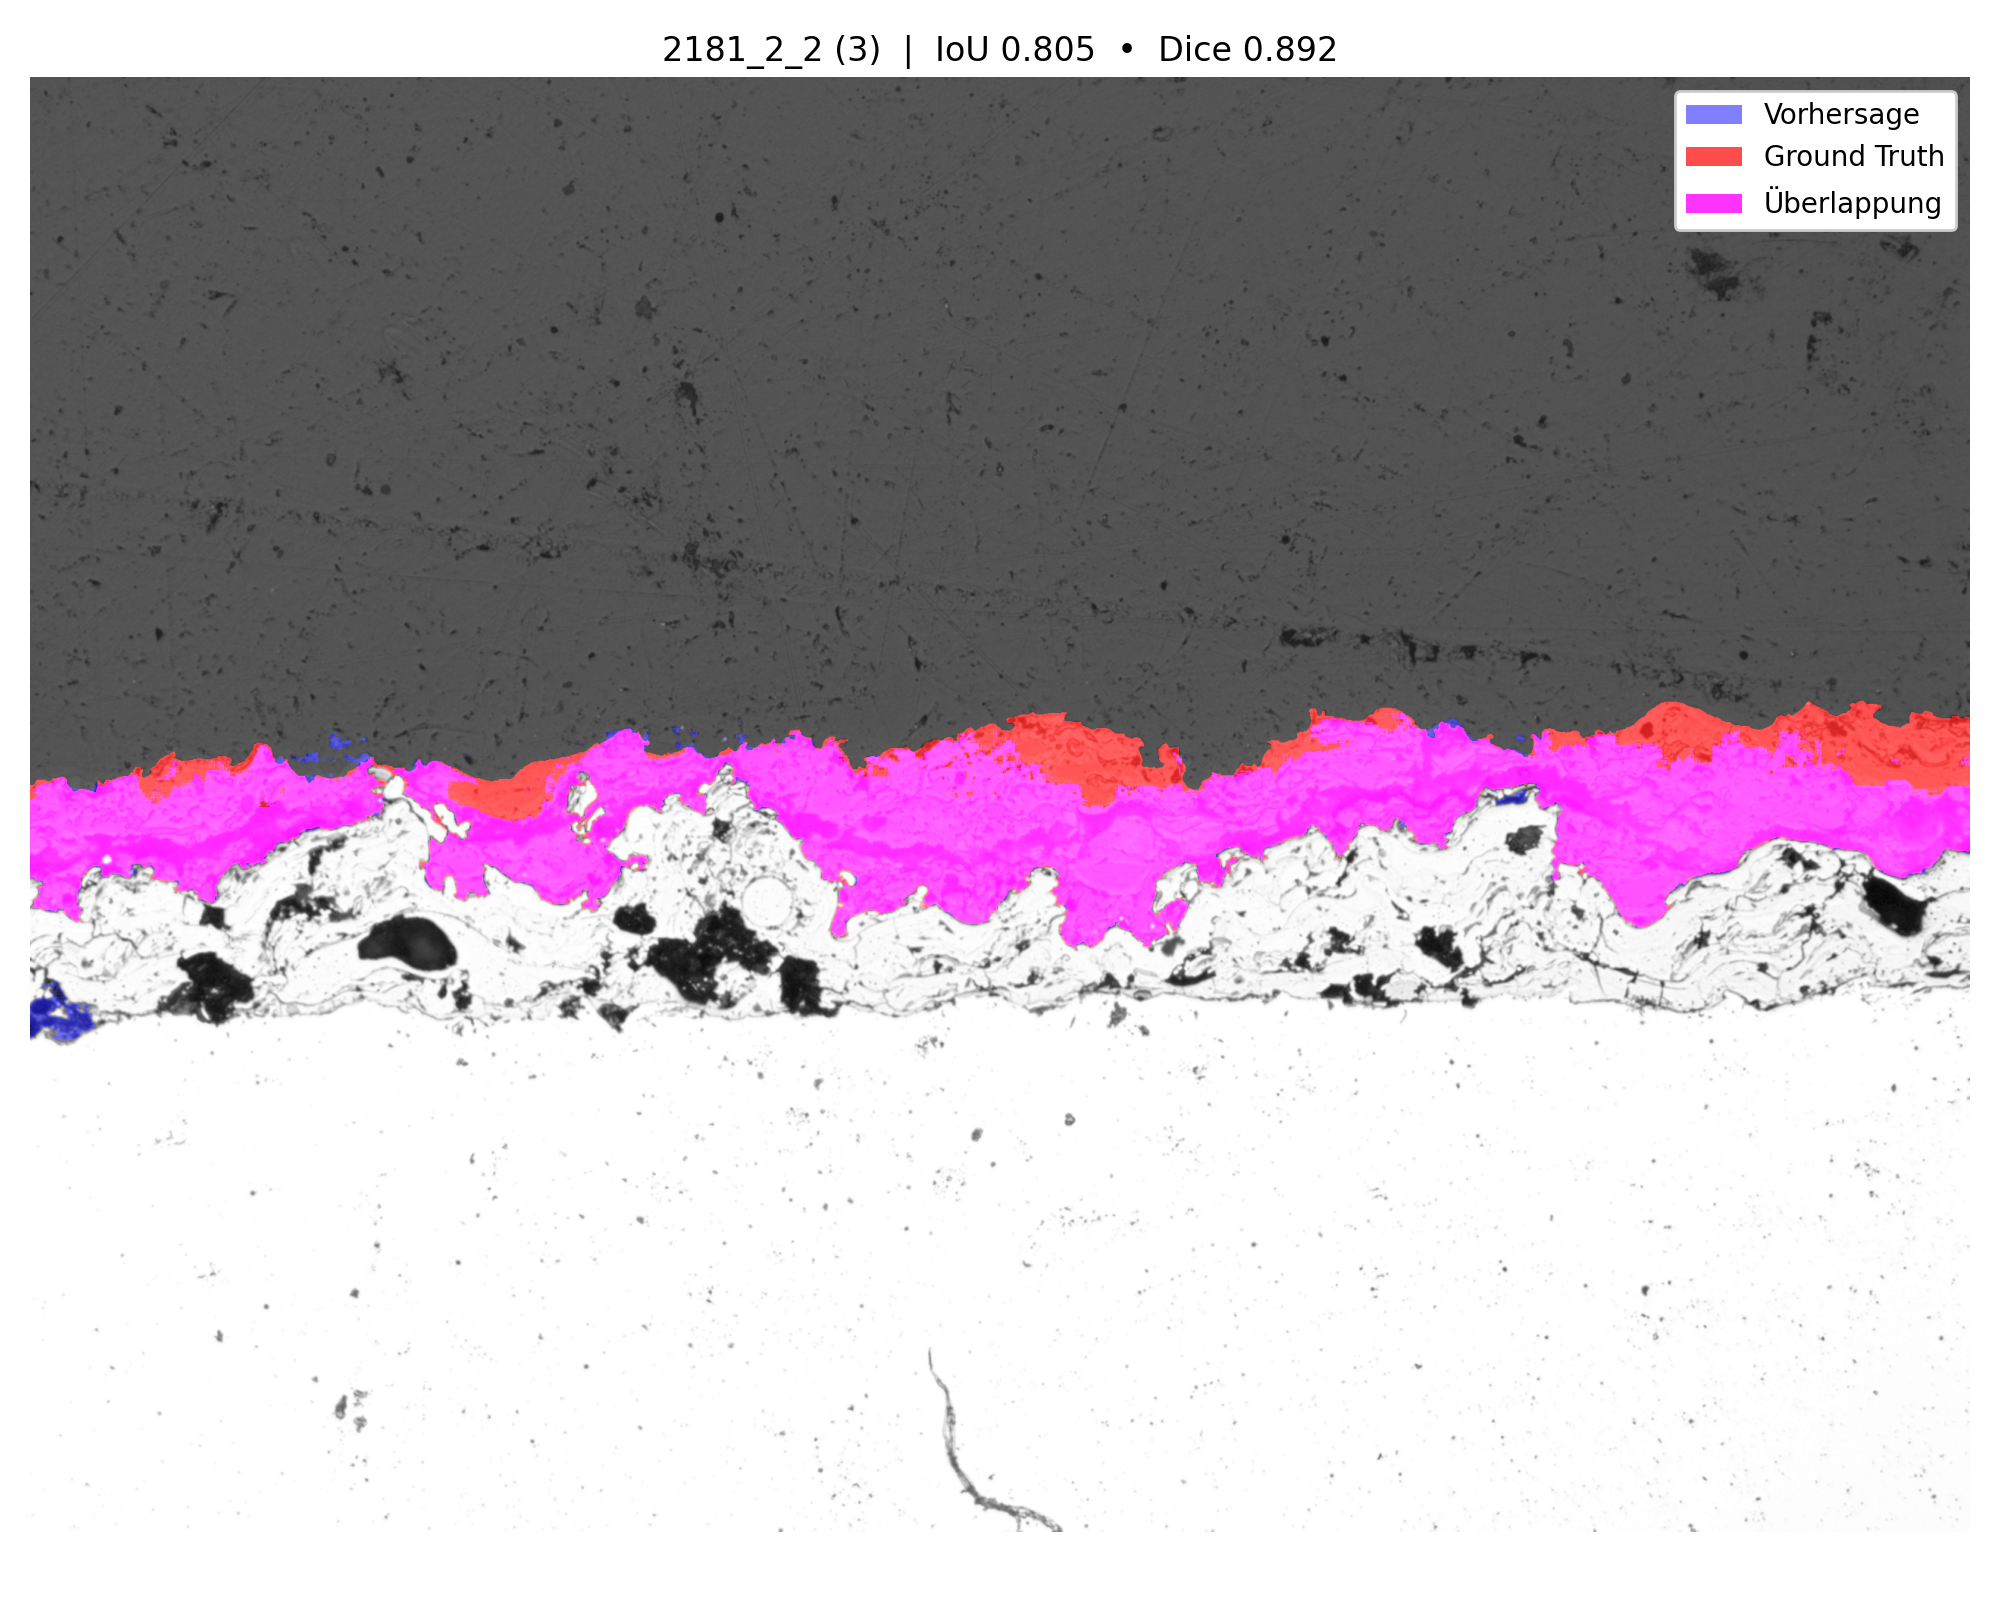 2181_2_2 (3) | IoU 0.805 • Dice 0.892
Vorhersage
Ground Truth
Überlappung